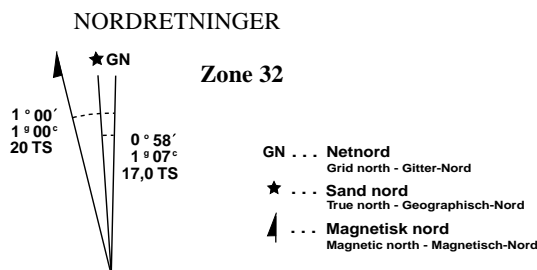 NORDRETNINGER
GN
Zone 32
1 ° 00´
1 ᵍ 00ᶜ
20 TS
0 ° 58´
1 ᵍ 07ᶜ
17,0 TS
GN . . . Netnord
Grid north - Gitter-Nord
. . . Sand nord
True north - Geographisch-Nord
. . . Magnetisk nord
Magnetic north - Magnetisch-Nord